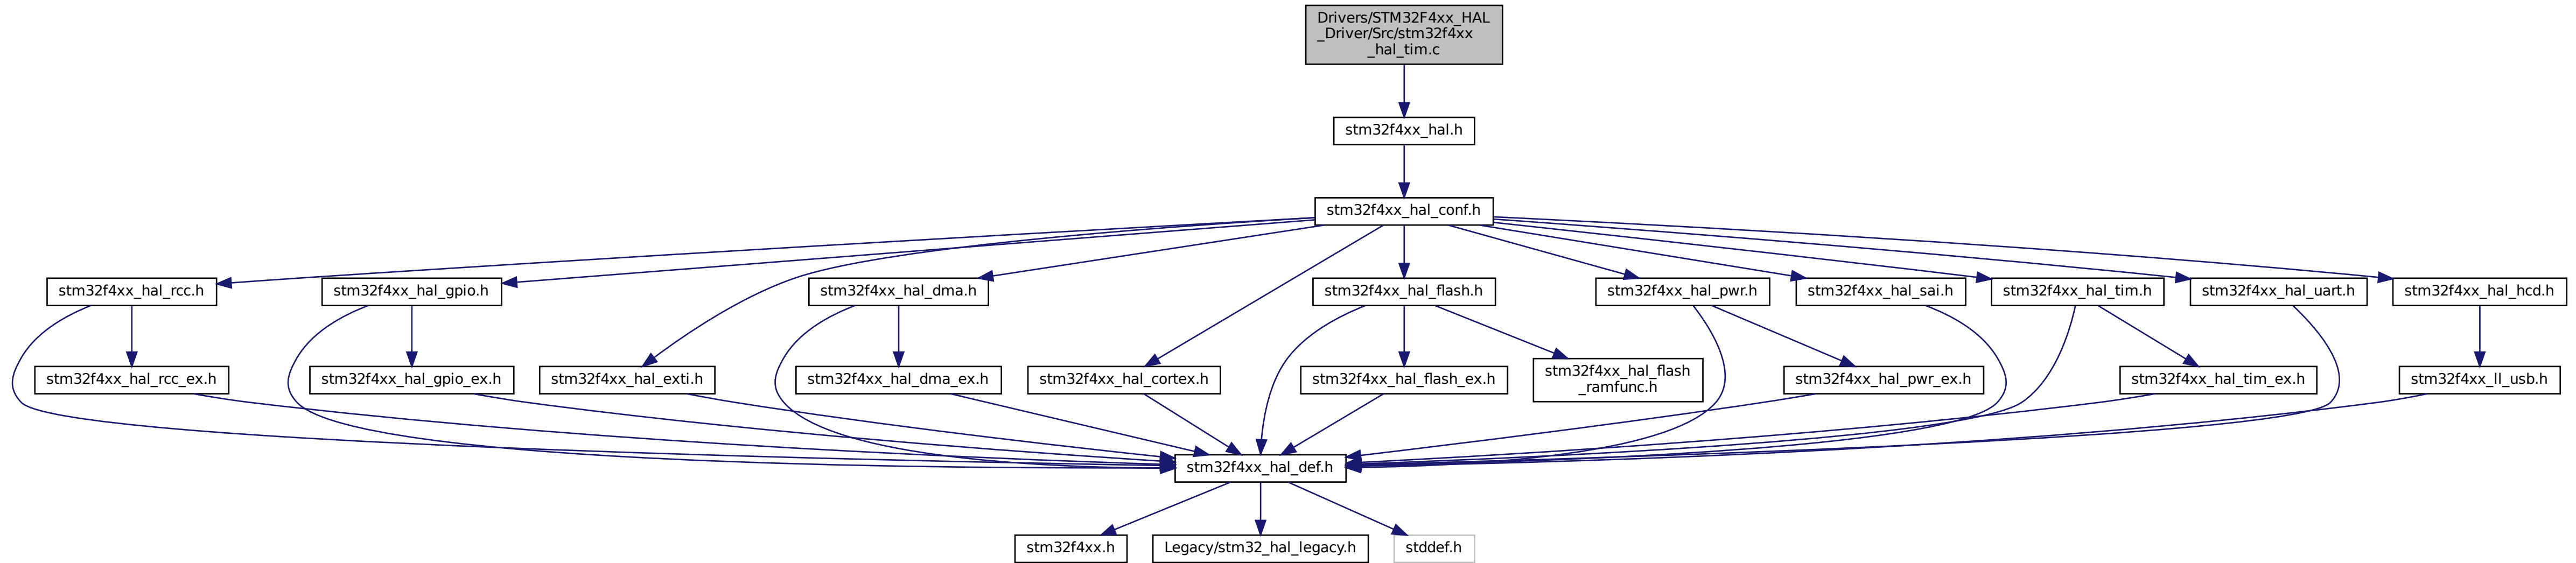 Drivers/STM32F4xx_HAL
_Driver/Src/stm32f4xx
_hal_tim.c
stm32f4xx_hal.h
stm32f4xx_hal_conf.h
stm32f4xx_hal_rcc.h
stm32f4xx_hal_gpio.h
stm32f4xx_hal_dma.h
stm32f4xx_hal_flash.h
stm32f4xx_hal_pwr.h
stm32f4xx_hal_sai.h
stm32f4xx_hal_tim.h
stm32f4xx_hal_uart.h
stm32f4xx_hal_hcd.h
stm32f4xx_hal_rcc_ex.h
stm32f4xx_hal_gpio_ex.h
stm32f4xx_hal_exti.h
stm32f4xx_hal_dma_ex.h
stm32f4xx_hal_cortex.h
stm32f4xx_hal_flash_ex.h
stm32f4xx_hal_flash
_ramfunc.h
stm32f4xx_hal_pwr_ex.h
stm32f4xx_hal_tim_ex.h
stm32f4xx_ll_usb.h
stm32f4xx_hal_def.h
stm32f4xx.h
Legacy/stm32_hal_legacy.h
stddef.h